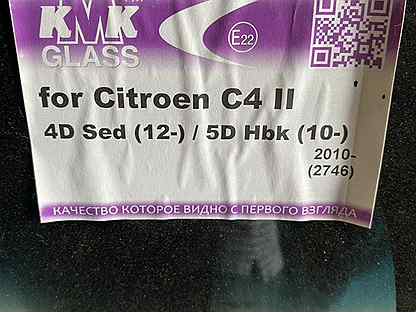 KMK
GLASS
E22
for Citroen C4 II
4D Sed (12-) / 5D Hbk (10-)
2010-
(2746)
КАЧЕСТВО КОТОРОЕ ВИДНО С ПЕРВОГО ВЗГЛЯДА